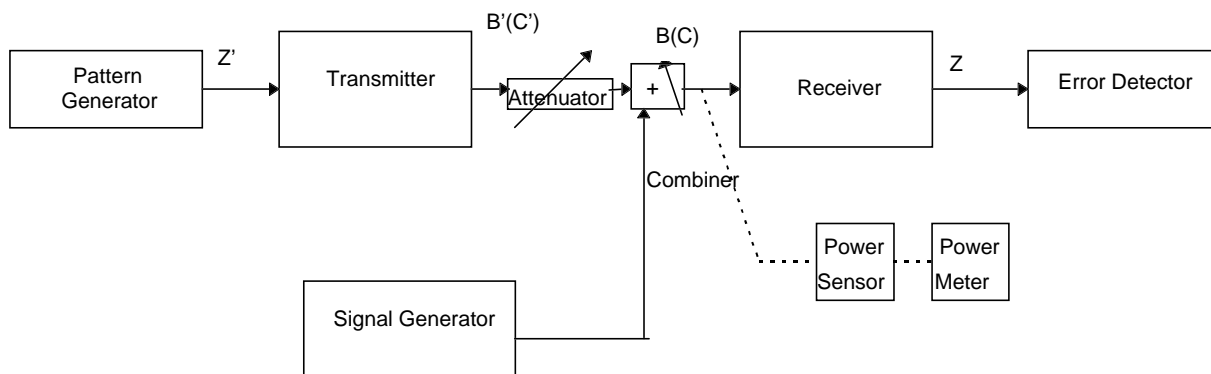 B'(C')
B(C)
Z'
Z
Pattern
Generator
Transmitter
Attenuator
+
Receiver
Error Detector
Combiner
Power
Sensor
Power
Meter
Signal Generator